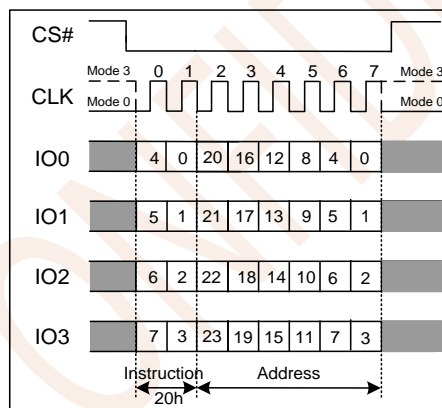 CS#
Mode 3 0 1 2 3 4 5 6 7 Mode 3
CLK
Mode 0 Mode 0
IO0 4 0 20 16 12 8 4 0
IO1 5 1 21 17 13 9 5 1
IO2 6 2 22 18 14 10 6 2
IO3 7 3 23 19 15 11 7 3
Instruction Address
20h